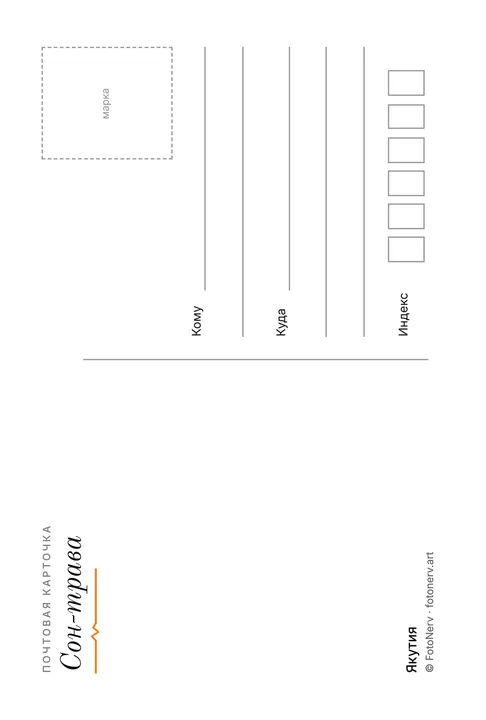 ПОЧТОВАЯ КАРТОЧКА
Сон-трава
марка
Кому
Куда
Индекс
Якутия
© FotoNerv · fotonerv.art